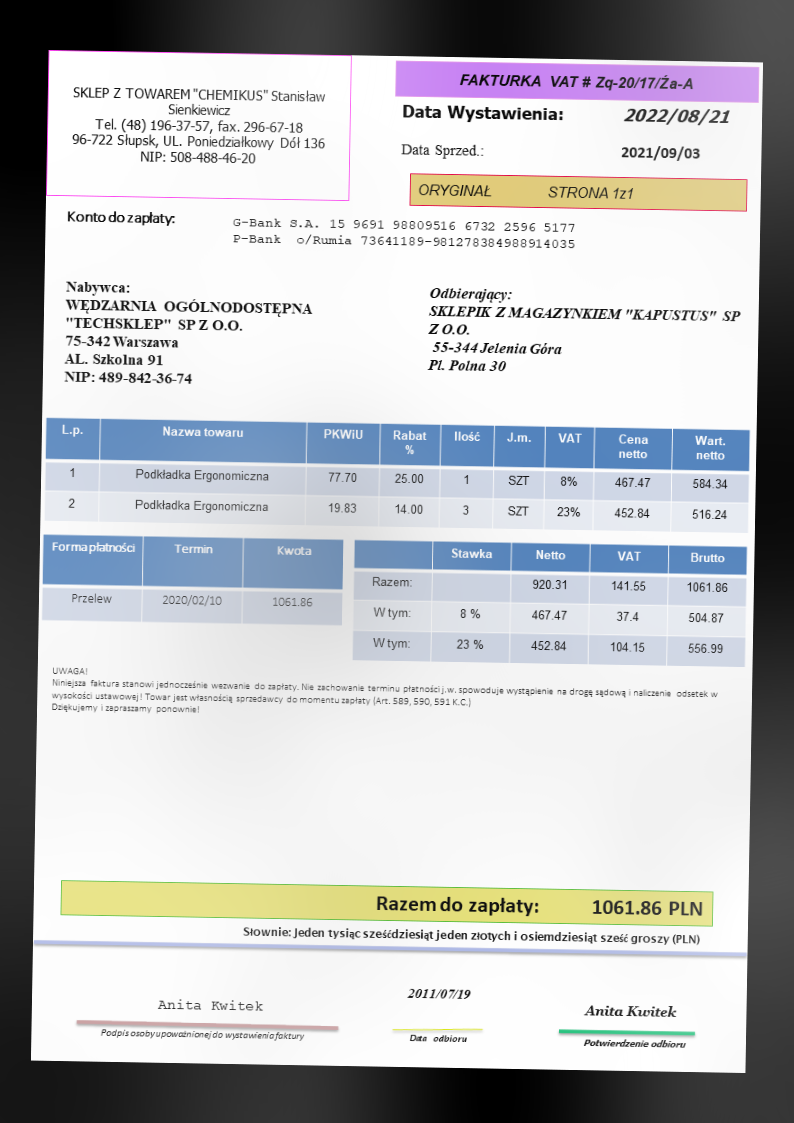 SKLEP Z TOWAREM "CHEMIKUS" Stanisław
Sienkiewicz
Tel. (48) 196-37-57, fax. 296-67-18
96-722 Słupsk, UL. Poniedziałkowy Dół 136
NIP: 508-488-46-20
FAKTURKA VAT # Zq-20/17/Źa-A
Data Wystawienia: 2022/08/21
Data Sprzed.: 2021/09/03
ORYGINAŁ STRONA 1z1
Konto do zapłaty: G-Bank S.A. 15 9691 98809516 6732 2596 5177
P-Bank o/Rumia 73641189-981278384988914035
Nabywca:
WĘDZARNIA OGÓLNODOSTĘPNA
"TECHSKLEP" SP Z O.O.
75-342 Warszawa
AL. Szkolna 91
NIP: 489-842-36-74
Odbierający:
SKLEPIK Z MAGAZYNKIEM "KAPUSTUS" SP
Z O.O.
55-344 Jelenia Góra
Pl. Polna 30
L.p. Nazwa towaru PKWiU Rabat % Ilość J.m. VAT Cena netto Wart. netto
1 Podkładka Ergonomiczna 77.70 25.00 1 SZT 8% 467.47 584.34
2 Podkładka Ergonomiczna 19.83 14.00 3 SZT 23% 452.84 516.24
Forma płatności Termin Kwota
Przelew 2020/02/10 1061.86
Stawka Netto VAT Brutto
Razem: 920.31 141.55 1061.86
W tym: 8 % 467.47 37.4 504.87
W tym: 23 % 452.84 104.15 556.99
UWAGA!
Niniejsza faktura stanowi jednocześnie wezwanie do zapłaty. Nie zachowanie terminu płatności j.w. spowoduje wystąpienie na drogę sądową i naliczenie odsetek w
wysokości ustawowej! Towar jest własnością sprzedawcy do momentu zapłaty (Art. 589, 590, 591 K.C.)
Dziękujemy i zapraszamy ponownie!
Razem do zapłaty: 1061.86 PLN
Słownie: Jeden tysiąc sześćdziesiąt jeden złotych i osiemdziesiąt sześć groszy (PLN)
Anita Kwitek
Podpis osoby upoważnionej do wystawienia faktury
2011/07/19
Data odbioru
Anita Kwitek
Potwierdzenie odbioru